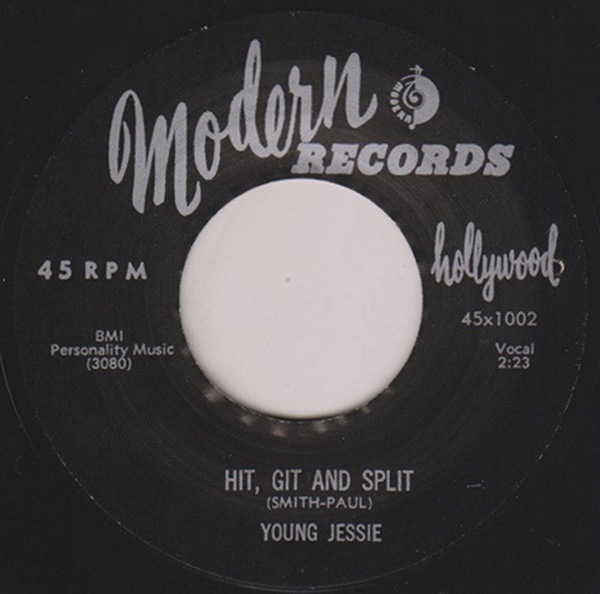 Modern
MODERN
RECORDS
hollywood
45 RPM
45x1002
BMI
Personality Music
(3080)
Vocal
2:23
HIT, GIT AND SPLIT
(SMITH-PAUL)
YOUNG JESSIE